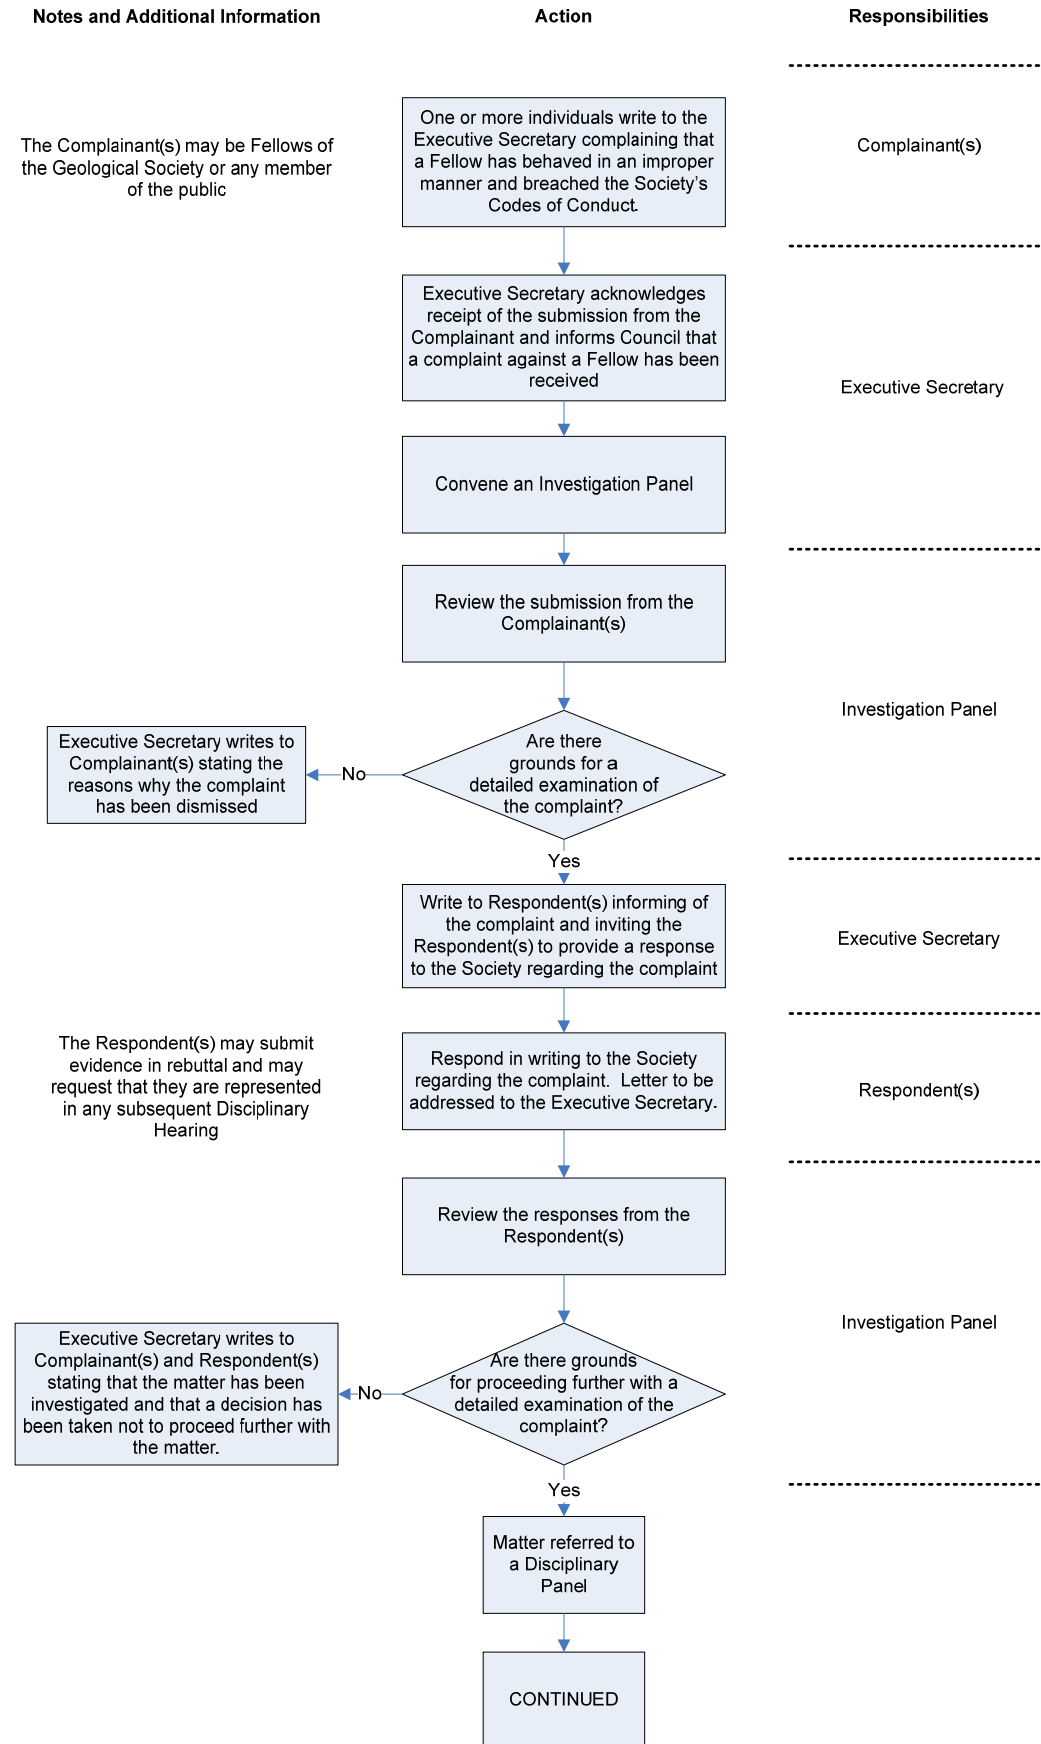 Notes and Additional Information
Action
Responsibilities
The Complainant(s) may be Fellows of
the Geological Society or any member
of the public
One or more individuals write to the
Executive Secretary complaining that
a Fellow has behaved in an improper
manner and breached the Society's
Codes of Conduct.
Complainant(s)
Executive Secretary acknowledges
receipt of the submission from the
Complainant and informs Council that
a complaint against a Fellow has been
received
Executive Secretary
Convene an Investigation Panel
Review the submission from the
Complainant(s)
Investigation Panel
Are there
grounds for a
detailed examination of
the complaint?
No
Executive Secretary writes to
Complainant(s) stating the
reasons why the complaint
has been dismissed
Yes
Write to Respondent(s) informing of
the complaint and inviting the
Respondent(s) to provide a response
to the Society regarding the complaint
Executive Secretary
The Respondent(s) may submit
evidence in rebuttal and may
request that they are represented
in any subsequent Disciplinary
Hearing
Respond in writing to the Society
regarding the complaint.  Letter to be
addressed to the Executive Secretary.
Respondent(s)
Review the responses from the
Respondent(s)
Investigation Panel
Are there grounds
for proceeding further with a
detailed examination of the
complaint?
No
Executive Secretary writes to
Complainant(s) and Respondent(s)
stating that the matter has been
investigated and that a decision has
been taken not to proceed further with
the matter.
Yes
Matter referred to
a Disciplinary
Panel
CONTINUED